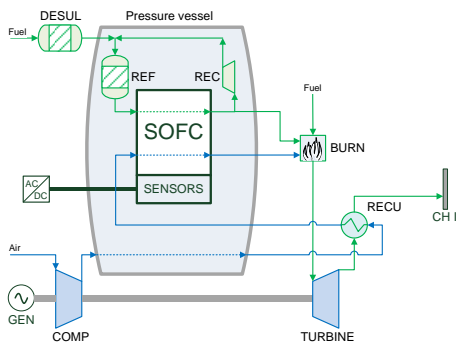 DESUL
Pressure vessel
Fuel
REF
REC
Fuel
SOFC
BURN
AC
DC
SENSORS
RECU
CH I
Air
GEN
COMP
TURBINE